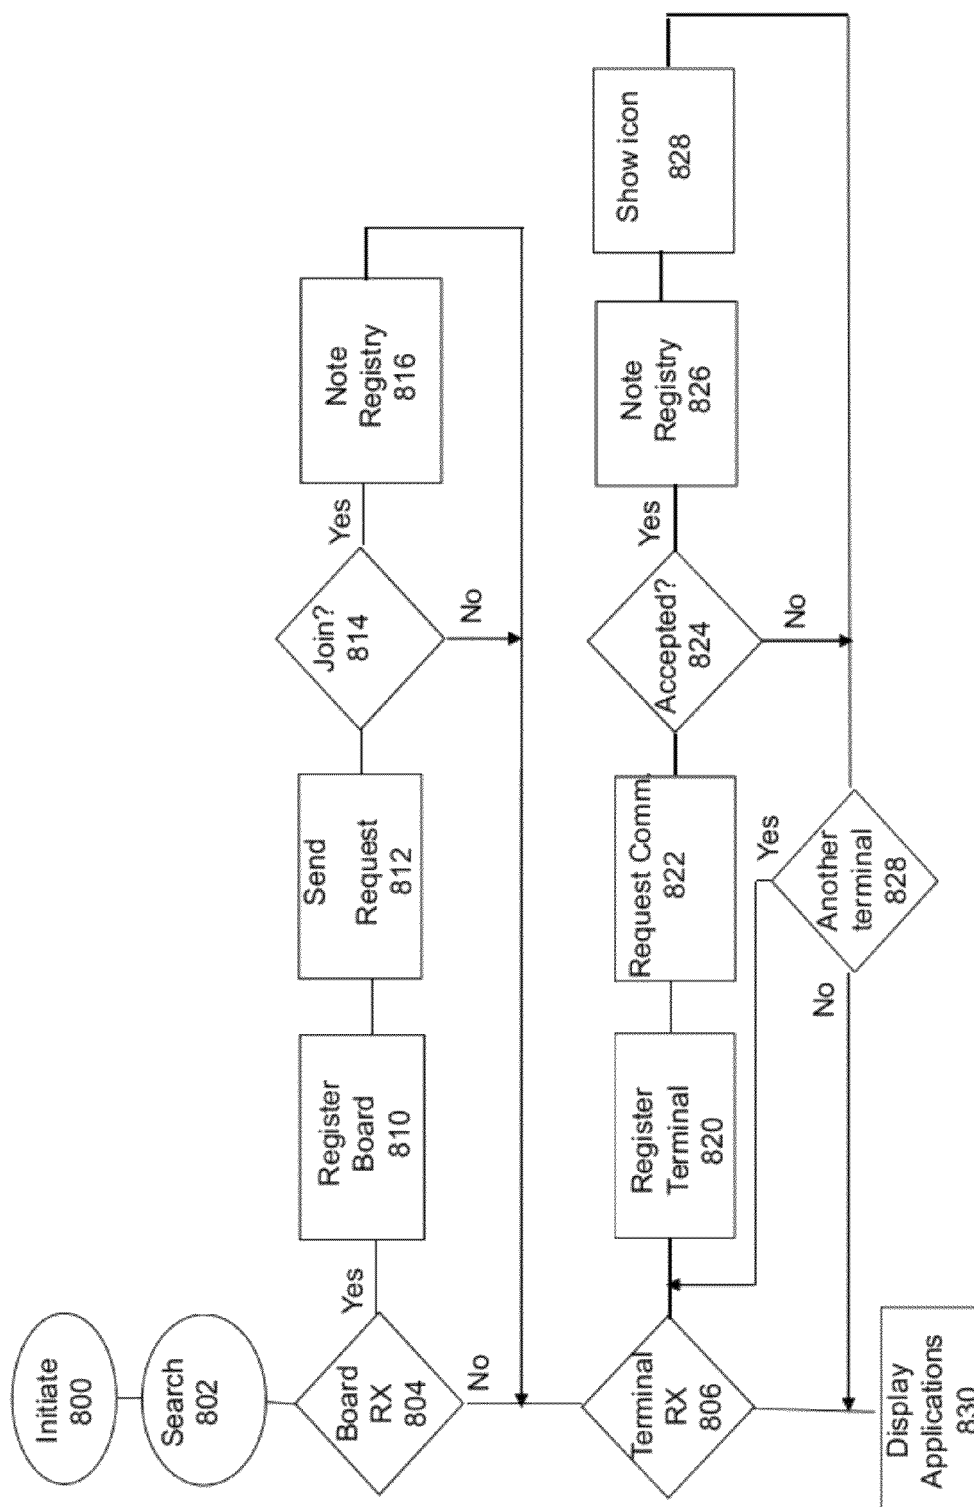 Initiate
800
Search
802
Board
RX
804
Yes
No
Register
Board
810
Send
Request
812
Join?
814
Yes
No
Note
Registry
816
Terminal
RX
806
Register
Terminal
820
Request Comm.
822
Accepted?
824
Yes
No
Note
Registry
826
Show icon
828
Another
terminal
828
Yes
No
Display
Applications
830